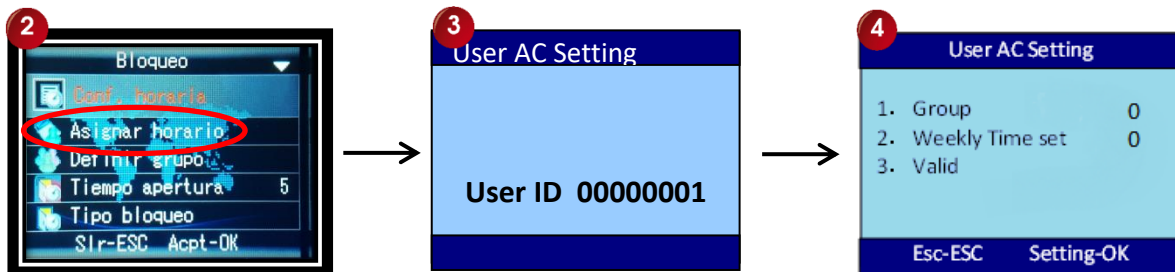 2
Bloqueo
Conf. horaria
Asignar horario
Definir grupo
Tiempo apertura 5
Tipo bloqueo
Slr-ESC Acpt-OK
3
User AC Setting
User ID 00000001
4
User AC Setting
1. Group 0
2. Weekly Time set 0
3. Valid
Esc-ESC Setting-OK